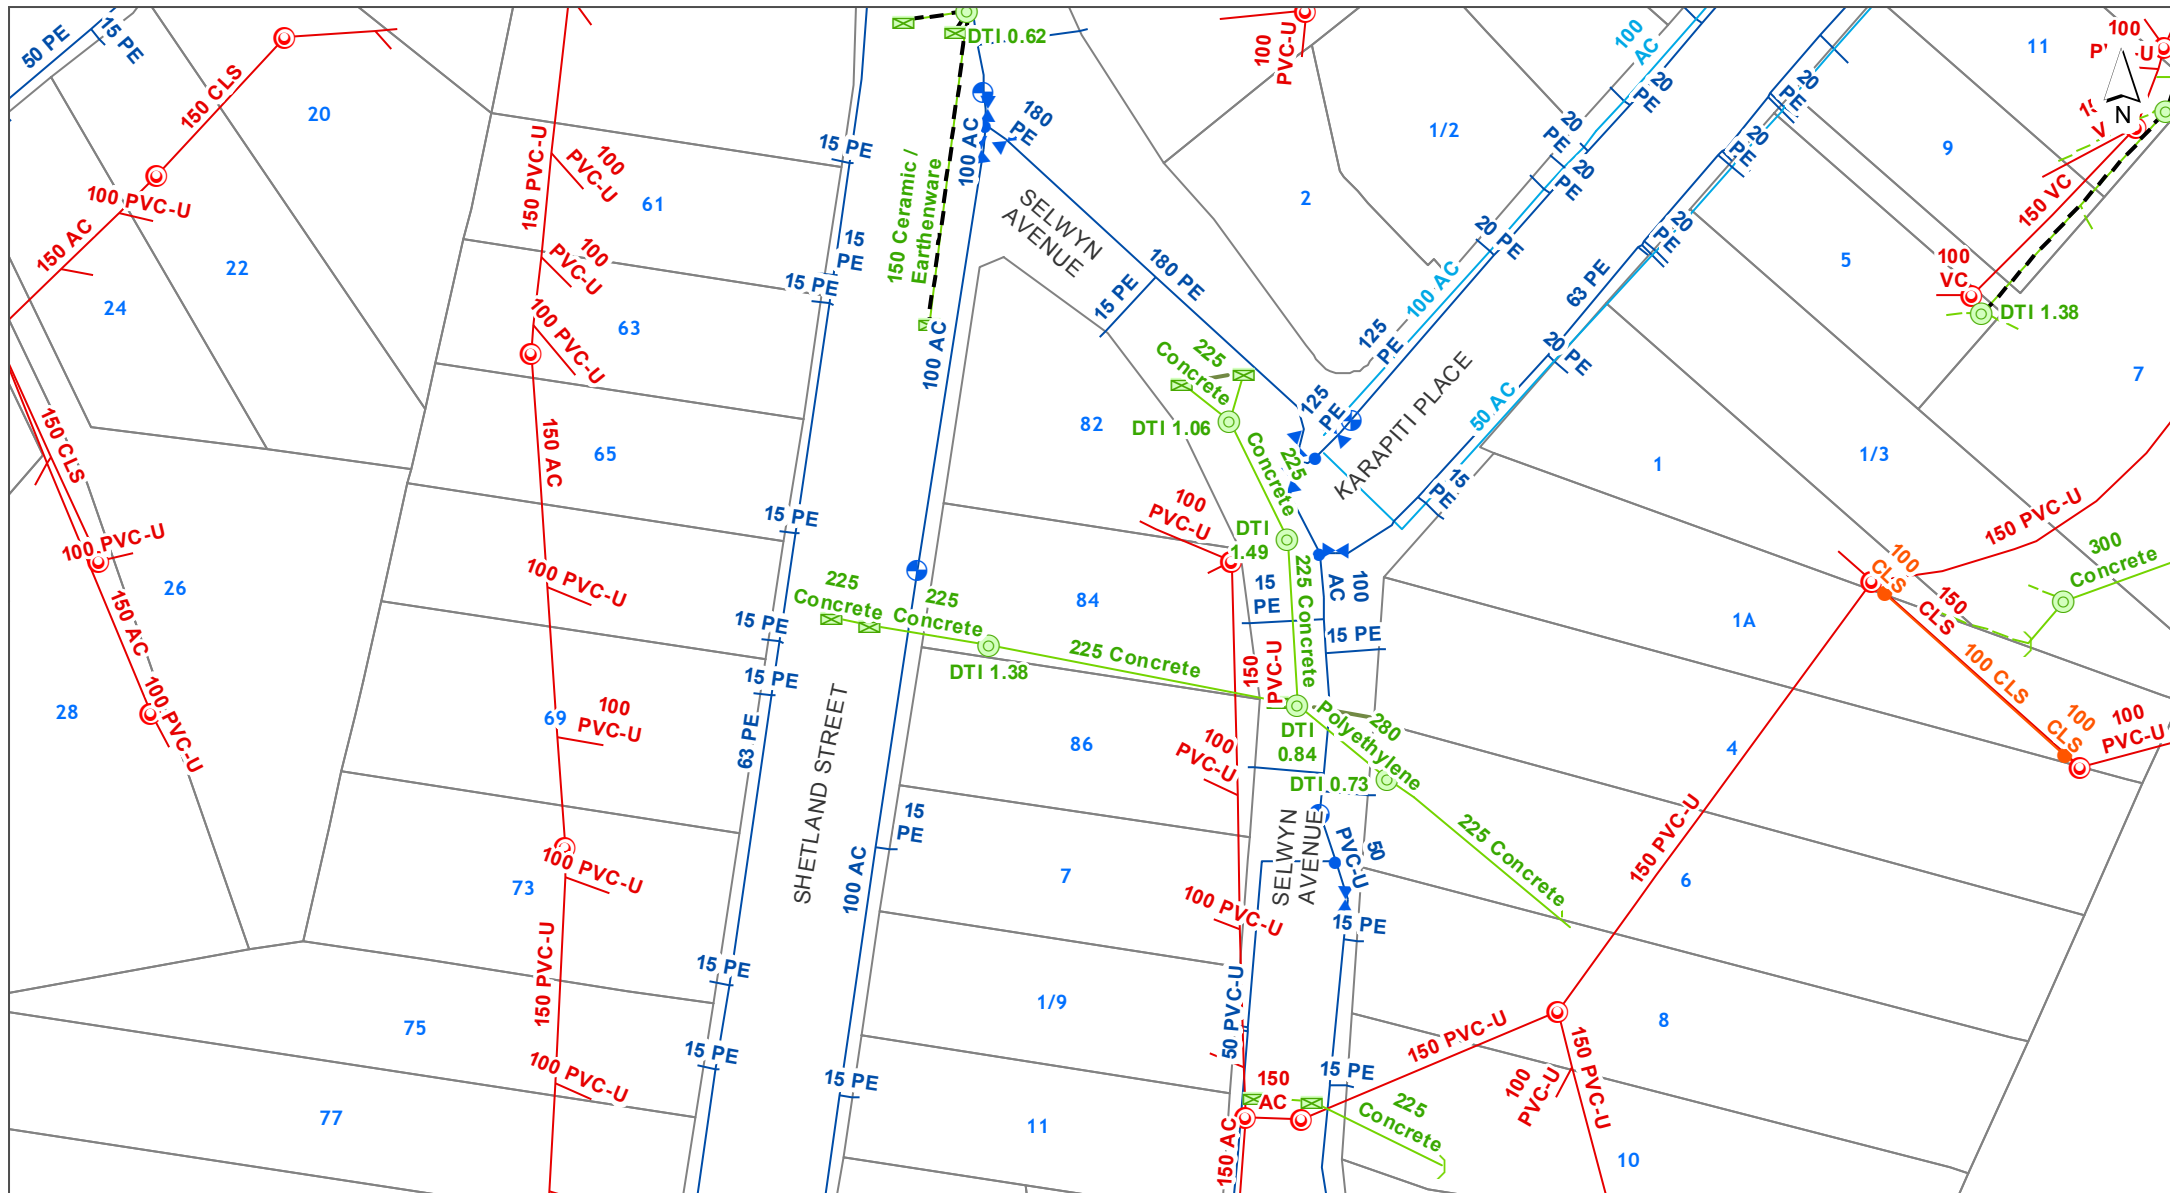 50 PE
15 PE
150 CLS
20
100 PVC-U
150 AC
22
24
150 PVC-U
100
PVC-U
61
100
PVC-U
100 PVC-U
63
65
150 AC
15 PE
15
PE
15 PE
150 Ceramic /
Earthenware
DTI 0.62
100 AC
180
PE
SELWYN
AVENUE
180 PE
15 PE
100 AC
100
PVC-U
1/2
2
100
AC
20
PE
20
PE
20
PE
20 PE
100 AC
125
PE
125
PE
20
PE
20
PE
20
PE
63 PE
20 PE
50 AC
15
PE
KARAPITI PLACE
11
100
9
5
7
N
150 VC
100
VC
DTI 1.38
225
Concrete
DTI 1.06
82
225
Concrete
DTI
1.49
100
PVC-U
1
1/3
150 PVC-U
300
Concrete
100
CLS
150
CLS
100 CLS
100
CLS
100
PVC-U
150 CLS
100 PVC-U
26
150 AC
100 PVC-U
28
100 PVC-U
15 PE
15 PE
15 PE
63 PE
69
100
PVC-U
225
Concrete
225
Concrete
DTI 1.38
225 Concrete
84
15
PE
100
AC
225 Concrete
15 PE
150
PVC-U
1A
4
86
100
PVC-U
DTI
0.84
280
Polyethylene
DTI 0.73
225 Concrete
SHETLAND STREET
SELWYN
AVENUE
50
PVC-U
15
PE
100 AC
7
100 PVC-U
15 PE
150 PVC-U
6
73
100 PVC-U
150 PVC-U
15 PE
50 PVC-U
1/9
8
75
15 PE
100 PVC-U
15 PE
15 PE
150 PVC-U
150 PVC-U
100
PVC-U
150
AC
225
Concrete
77
11
150 AC
10